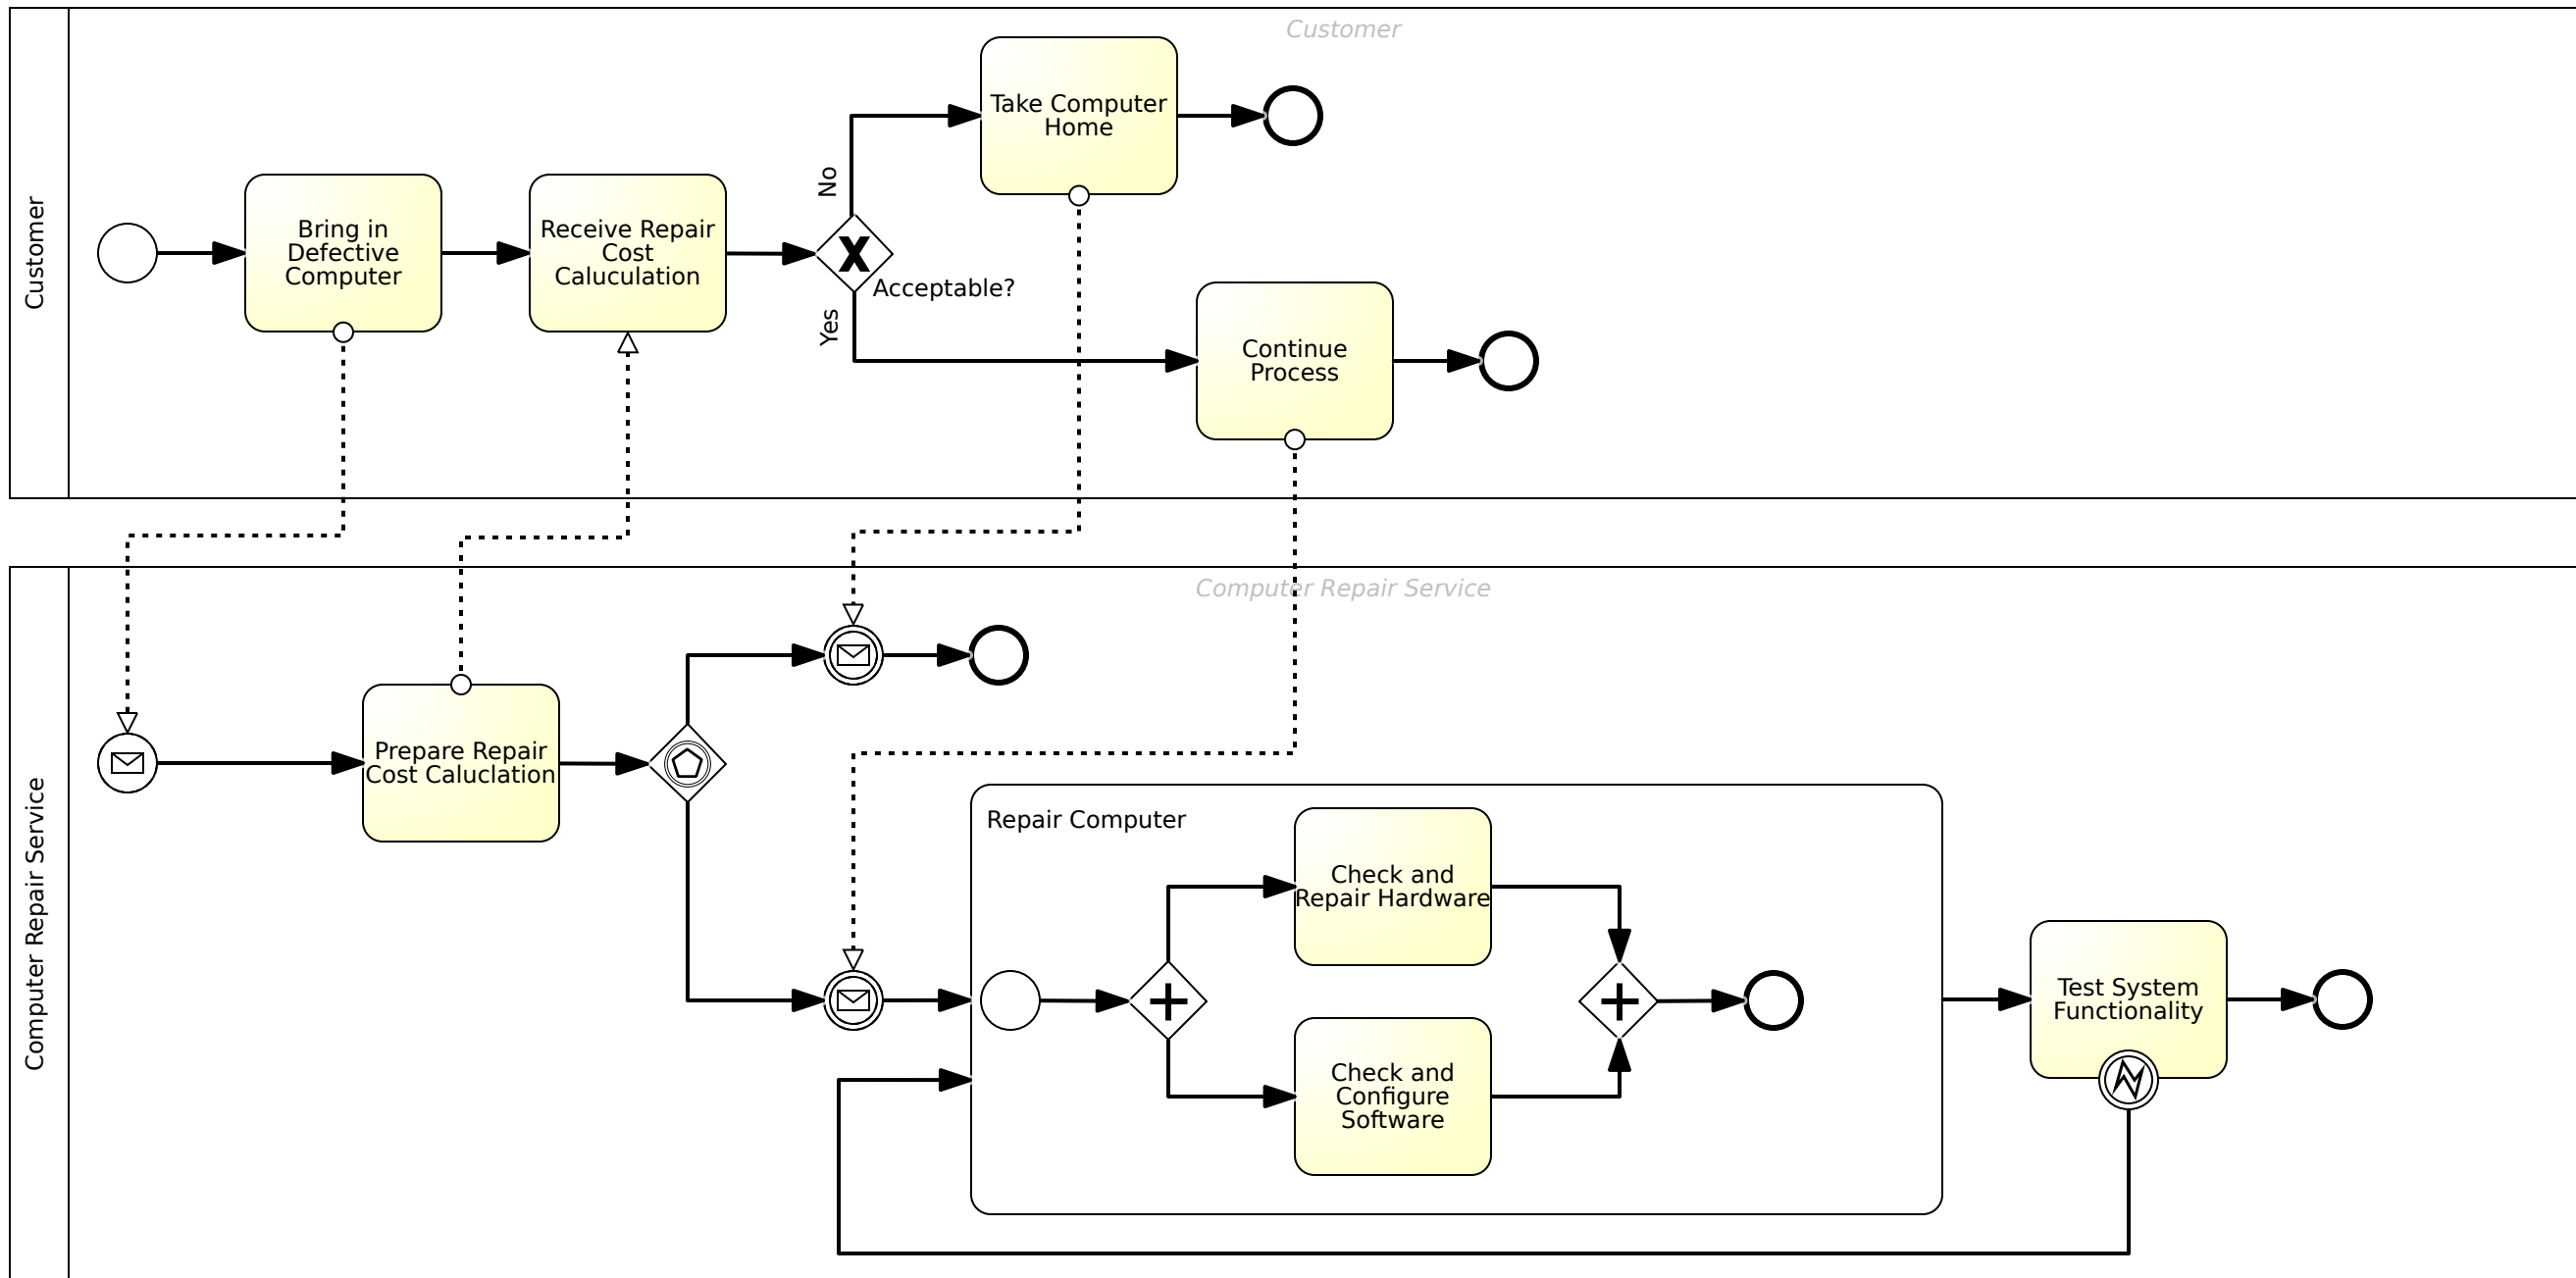 Customer
Customer
Take Computer
Home
No
Bring in
Defective
Computer
Receive Repair
Cost
Caluculation
Acceptable?
Yes
Continue
Process
Computer Repair Service
Computer Repair Service
Prepare Repair
Cost Caluclation
Repair Computer
Check and
Repair Hardware
Test System
Functionality
Check and
Configure
Software